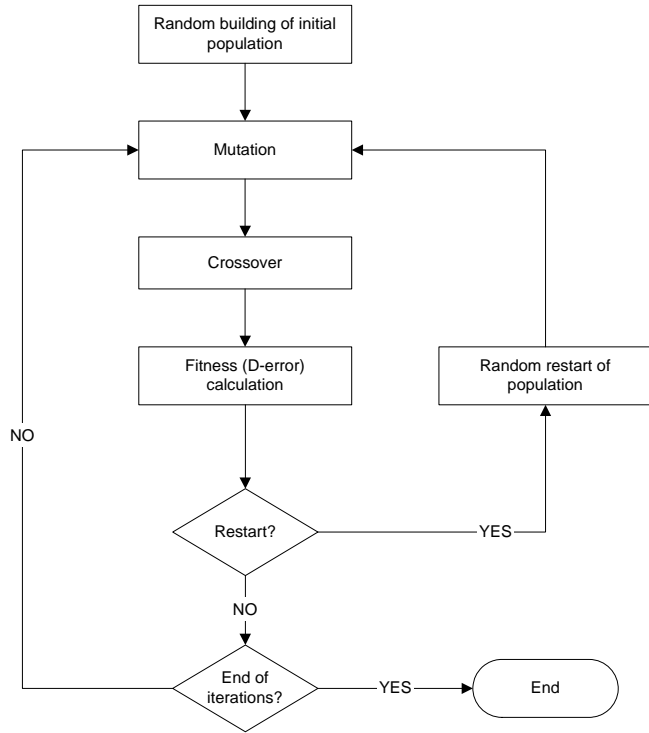 Random building of initial
population
Mutation
Crossover
Fitness (D-error)
calculation
Random restart of
population
NO
Restart?
YES
NO
End of
iterations?
YES
End